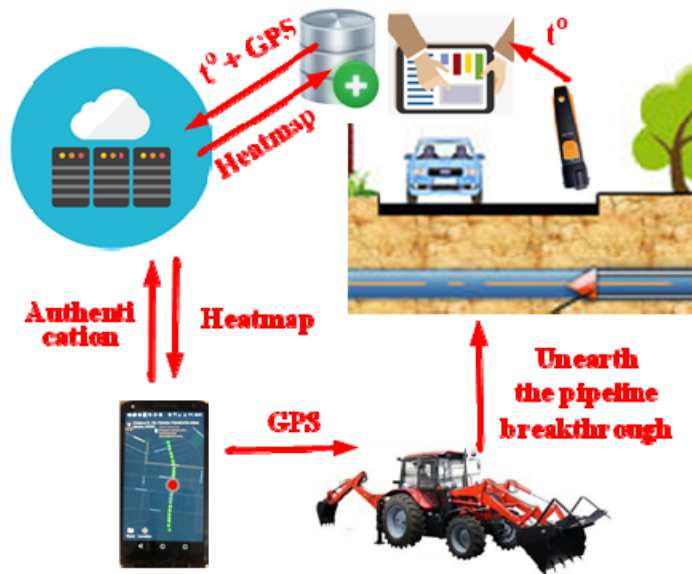 t° + GPS
t°
Heatmap
Authenti
cation
Heatmap
GPS
Unearth
the pipeline
breakthrough